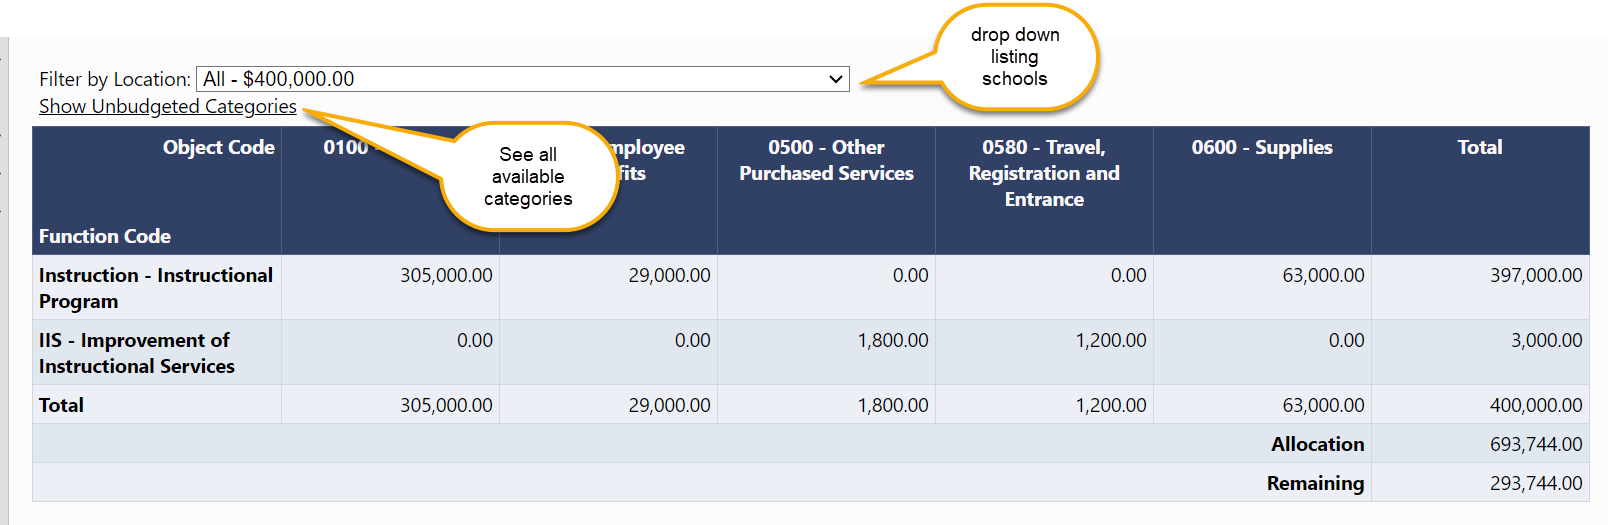 drop down
listing
schools
Filter by Location: All - $400,000.00
Show Unbudgeted Categories
See all
available
categories
Object Code 0100 - mployee 0500 - Other 0580 - Travel, 0600 - Supplies Total
fits Purchased Services Registration and
Entrance
Function Code
Instruction - Instructional 305,000.00 29,000.00 0.00 0.00 63,000.00 397,000.00
Program
IIS - Improvement of 0.00 0.00 1,800.00 1,200.00 0.00 3,000.00
Instructional Services
Total 305,000.00 29,000.00 1,800.00 1,200.00 63,000.00 400,000.00
Allocation 693,744.00
Remaining 293,744.00